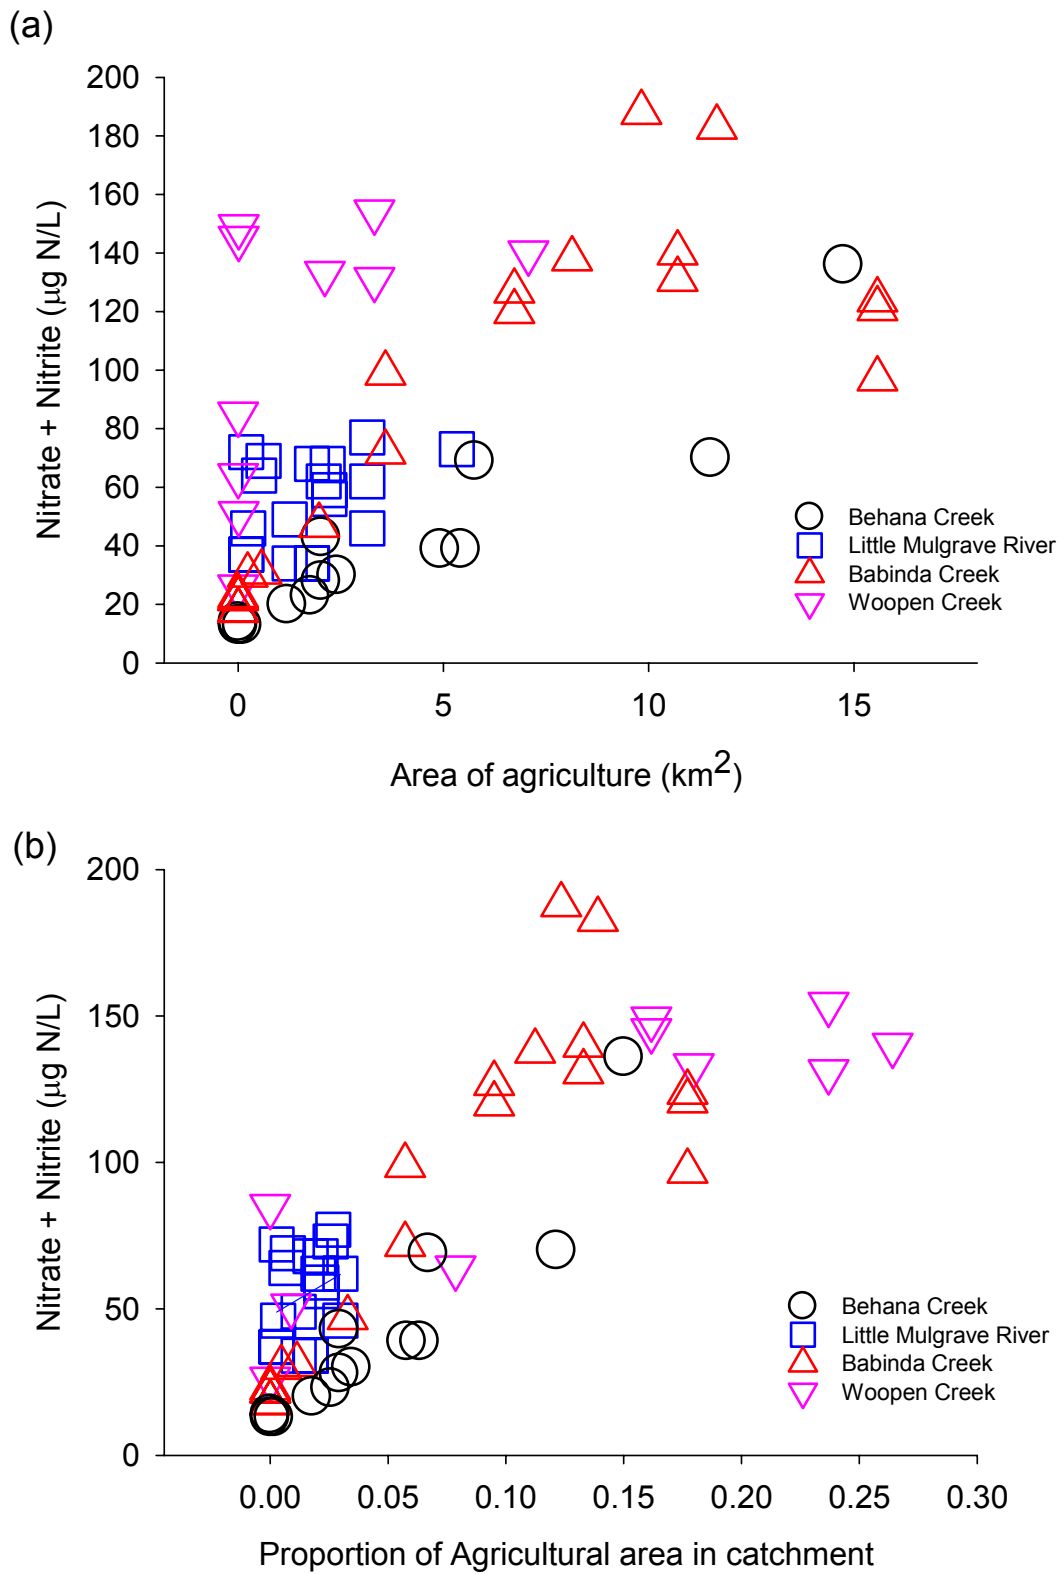 (a)
200
180
160
140
120
100
80
60
40
20
0
Nitrate + Nitrite (µg N/L)
Behana Creek
Little Mulgrave River
Babinda Creek
Woopen Creek
0 5 10 15
Area of agriculture (km²)
(b)
200
150
100
50
0
Nitrate + Nitrite (µg N/L)
Behana Creek
Little Mulgrave River
Babinda Creek
Woopen Creek
0.00 0.05 0.10 0.15 0.20 0.25 0.30
Proportion of Agricultural area in catchment